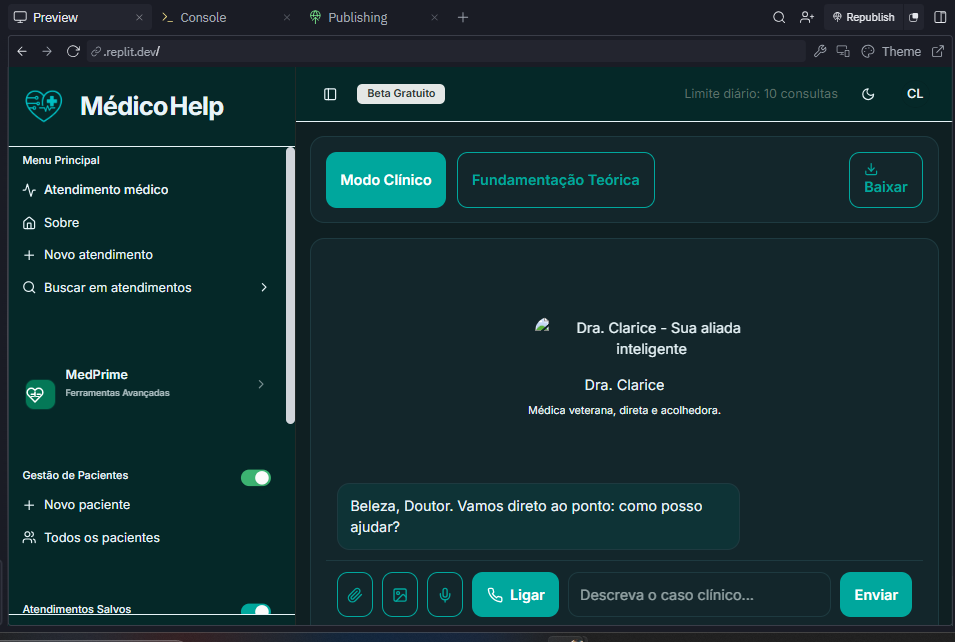 Preview
Console
Publishing
Republish
.replit.dev/
Theme
MédicoHelp
Beta Gratuito
Limite diário: 10 consultas
CL
Menu Principal
Atendimento médico
Sobre
Novo atendimento
Buscar em atendimentos
MedPrime
Ferramentas Avançadas
Gestão de Pacientes
Novo paciente
Todos os pacientes
Atendimentos Salvos
Modo Clínico
Fundamentação Teórica
Baixar
Dra. Clarice - Sua aliada
inteligente
Dra. Clarice
Médica veterana, direta e acolhedora.
Beleza, Doutor. Vamos direto ao ponto: como posso
ajudar?
Ligar
Descreva o caso clínico...
Enviar